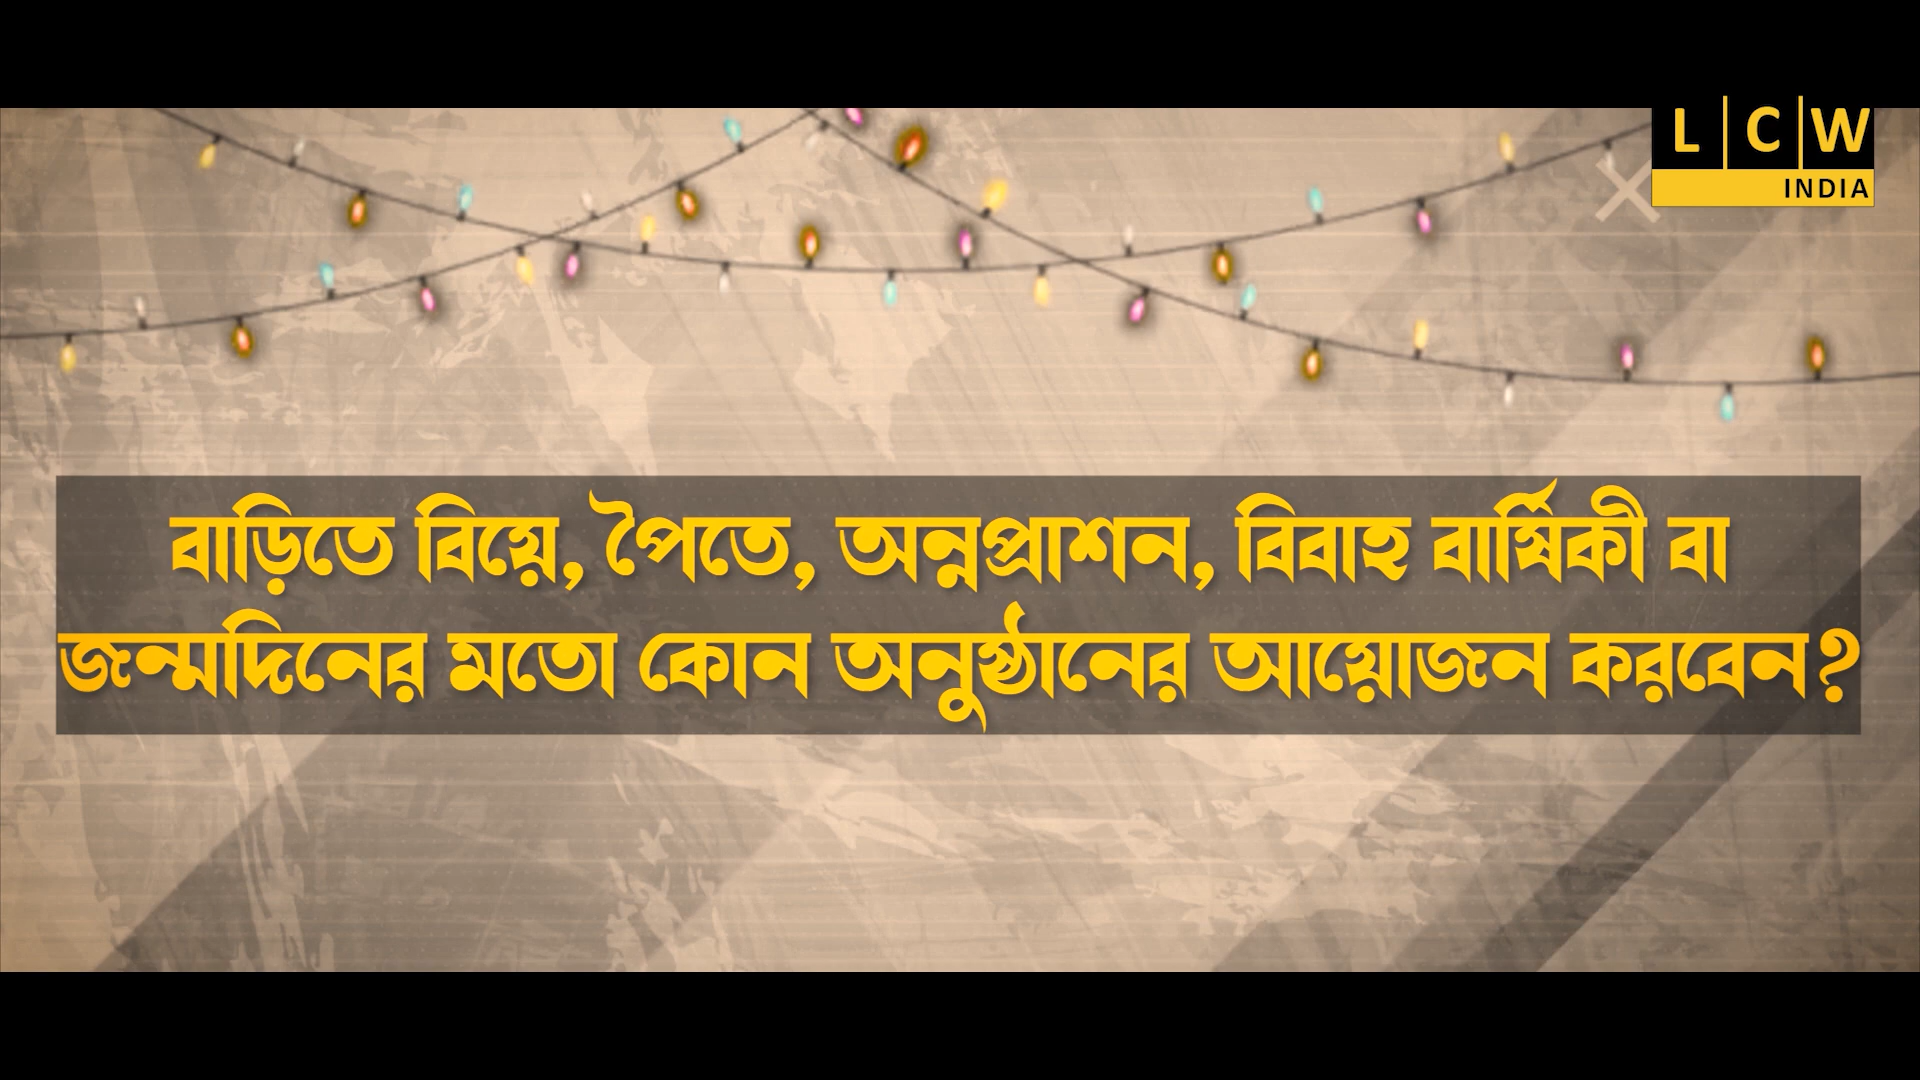 L C W
INDIA
বাড়িতে বিয়ে, পৈতে, অন্নপ্রাশন, বিবাহ বার্ষিকী বা
জন্মদিনের মতো কোন অনুষ্ঠানের আয়োজন করবেন?